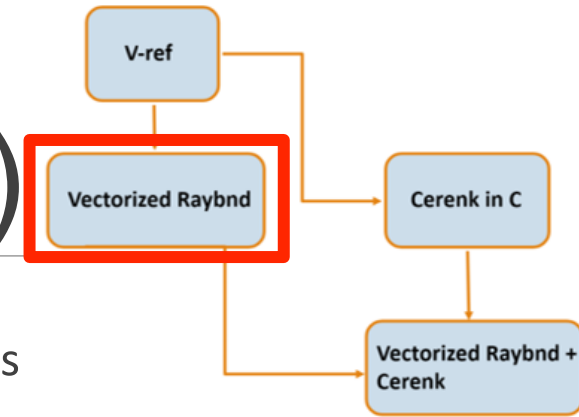 V-ref
)
Vectorized Raybnd
Cerenk in C
s
Vectorized Raybnd +
Cerenk